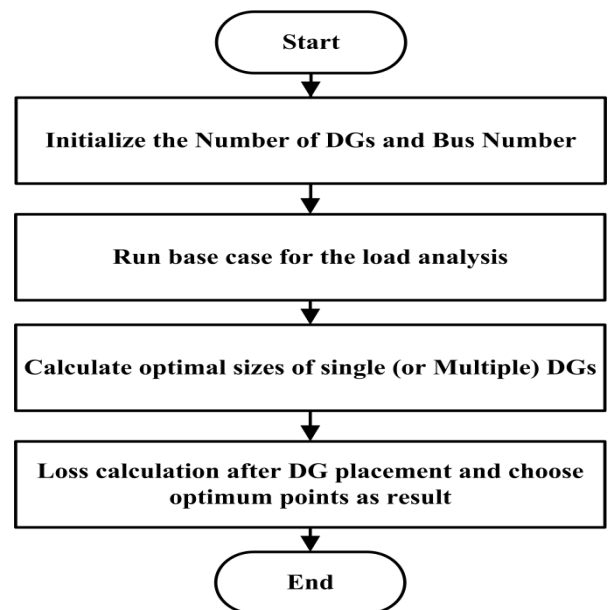 Start
Initialize the Number of DGs and Bus Number
Run base case for the load analysis
Calculate optimal sizes of single (or Multiple) DGs
Loss calculation after DG placement and choose
optimum points as result
End